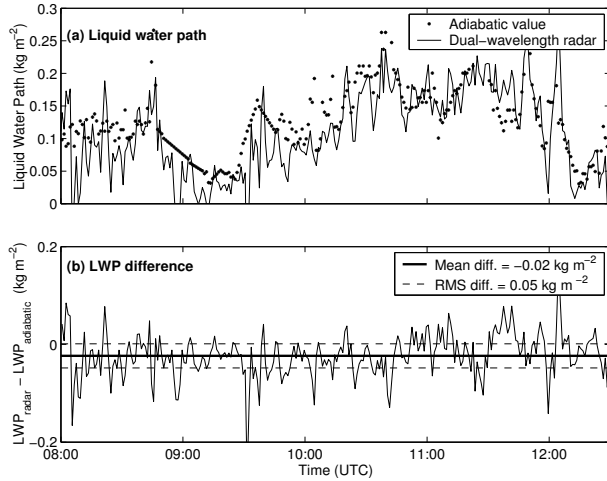 0.3
0.25
0.2
0.15
0.1
0.05
0
Liquid Water Path (kg m−2)
(a) Liquid water path
Adiabatic value
Dual−wavelength radar
0.2
0
−0.2
LWPradar − LWPadiabatic
(kg m−2)
(b) LWP difference
Mean diff. = −0.02 kg m−2
RMS diff. = 0.05 kg m−2
08:00 09:00 10:00 11:00 12:00
Time (UTC)